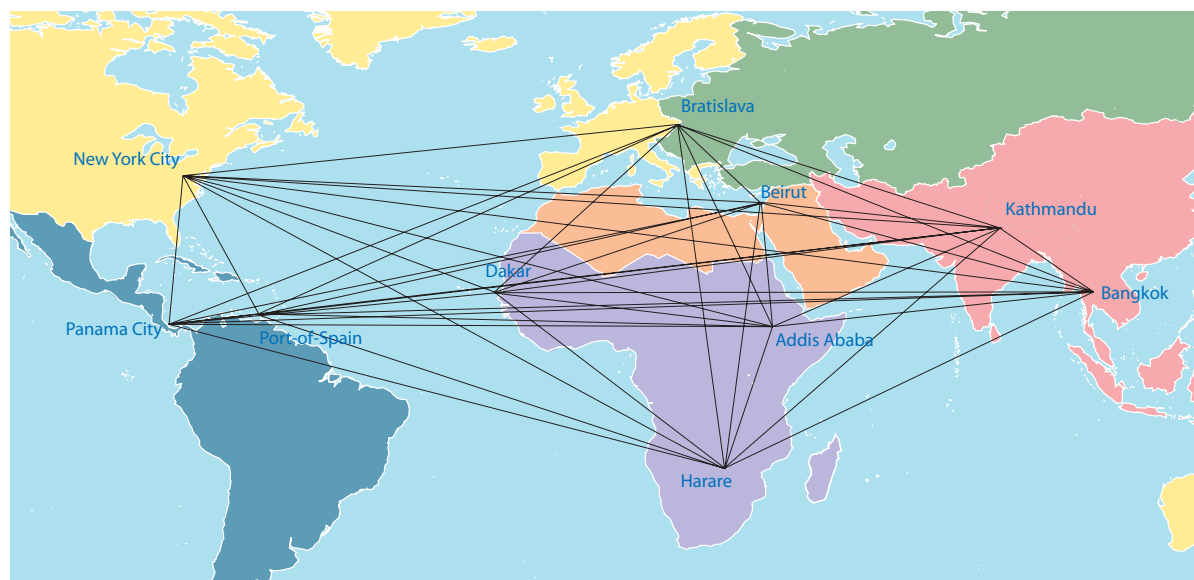 Bratislava
New York City
Beirut
Kathmandu
Dakar
Bangkok
Panama City
Port-of-Spain
Addis Ababa
Harare